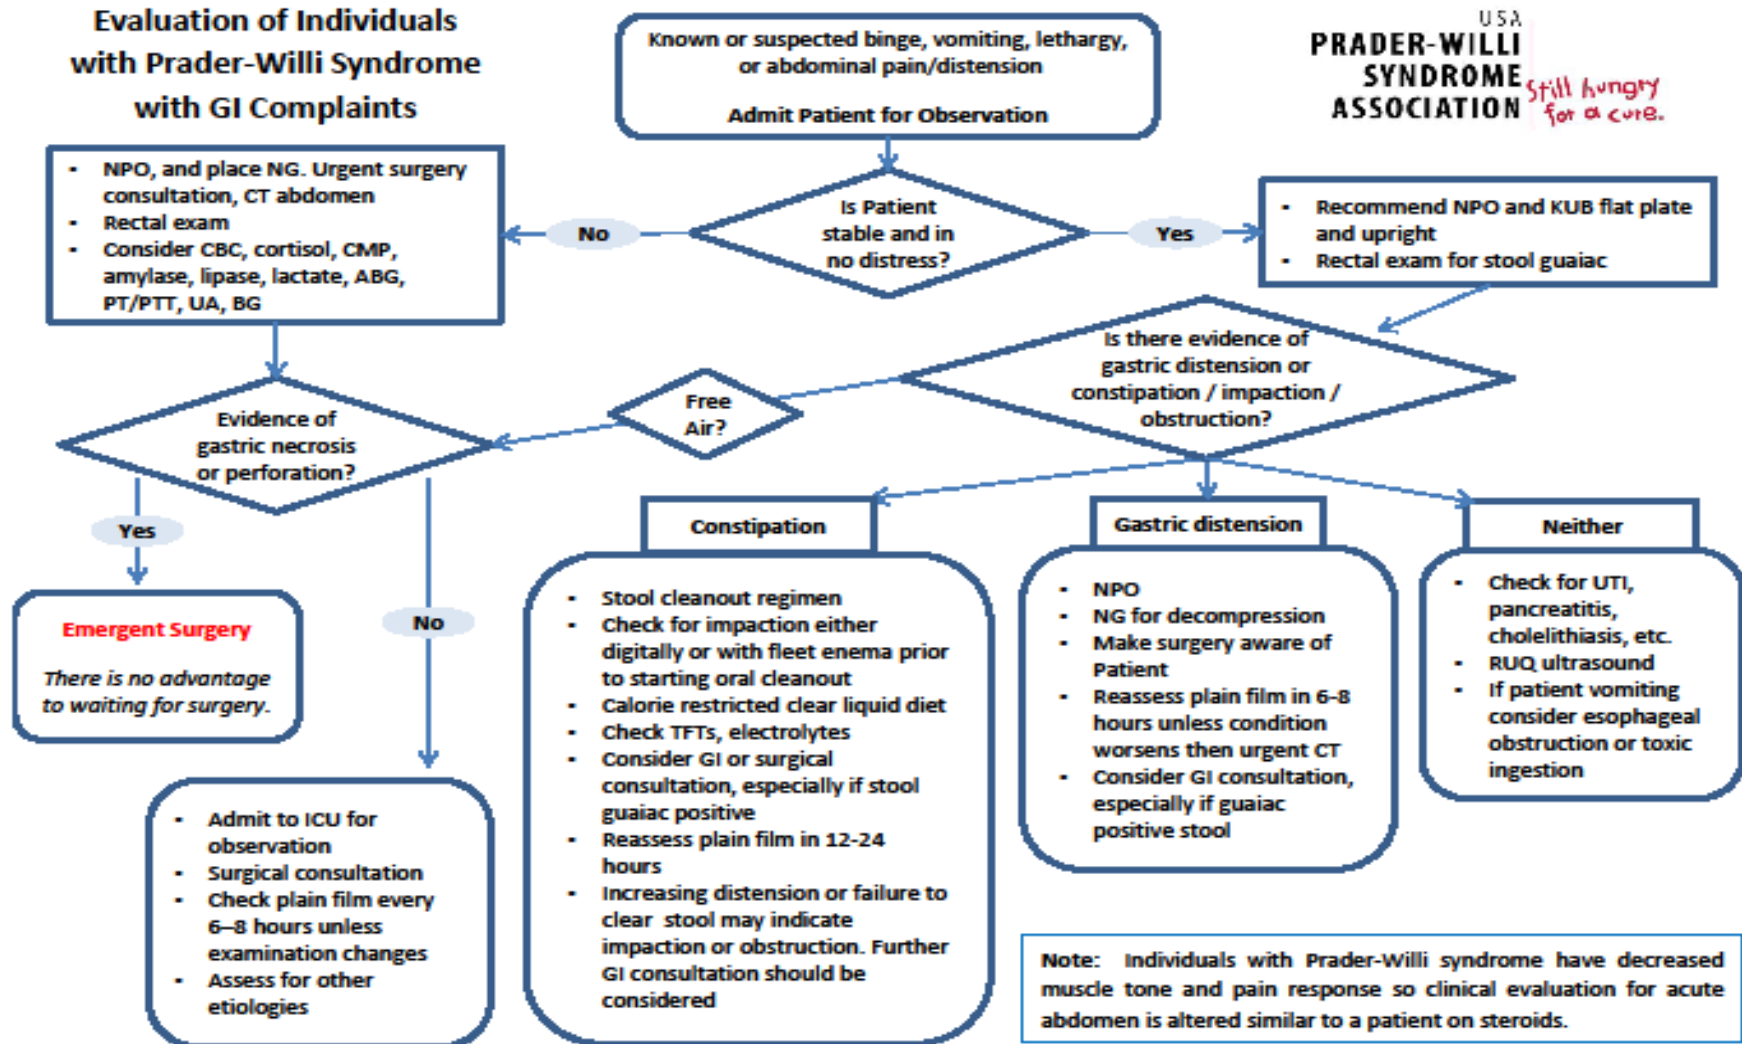 Evaluation of Individuals
with Prader-Willi Syndrome
with GI Complaints
Known or suspected binge, vomiting, lethargy,
or abdominal pain/distension
Admit Patient for Observation
USA
PRADER-WILLI
SYNDROME
ASSOCIATION
Still hungry
for a cure.
▪ NPO, and place NG. Urgent surgery
consultation, CT abdomen
▪ Rectal exam
▪ Consider CBC, cortisol, CMP,
amylase, lipase, lactate, ABG,
PT/PTT, UA, BG
No
Is Patient
stable and in
no distress?
Yes
▪ Recommend NPO and KUB flat plate
and upright
▪ Rectal exam for stool guaiac
Is there evidence of
gastric distension or
constipation / impaction /
obstruction?
Free
Air?
Evidence of
gastric necrosis
or perforation?
Yes
No
Emergent Surgery
There is no advantage
to waiting for surgery.
▪ Admit to ICU for
observation
▪ Surgical consultation
▪ Check plain film every
6–8 hours unless
examination changes
▪ Assess for other
etiologies
Constipation
▪ Stool cleanout regimen
▪ Check for impaction either
digitally or with fleet enema prior
to starting oral cleanout
▪ Calorie restricted clear liquid diet
▪ Check TFTs, electrolytes
▪ Consider GI or surgical
consultation, especially if stool
guaiac positive
▪ Reassess plain film in 12-24
hours
▪ Increasing distension or failure to
clear stool may indicate
impaction or obstruction. Further
GI consultation should be
considered
Gastric distension
▪ NPO
▪ NG for decompression
▪ Make surgery aware of
Patient
▪ Reassess plain film in 6-8
hours unless condition
worsens then urgent CT
▪ Consider GI consultation,
especially if guaiac
positive stool
Neither
▪ Check for UTI,
pancreatitis,
cholelithiasis, etc.
▪ RUQ ultrasound
▪ If patient vomiting
consider esophageal
obstruction or toxic
ingestion
Note: Individuals with Prader-Willi syndrome have decreased
muscle tone and pain response so clinical evaluation for acute
abdomen is altered similar to a patient on steroids.